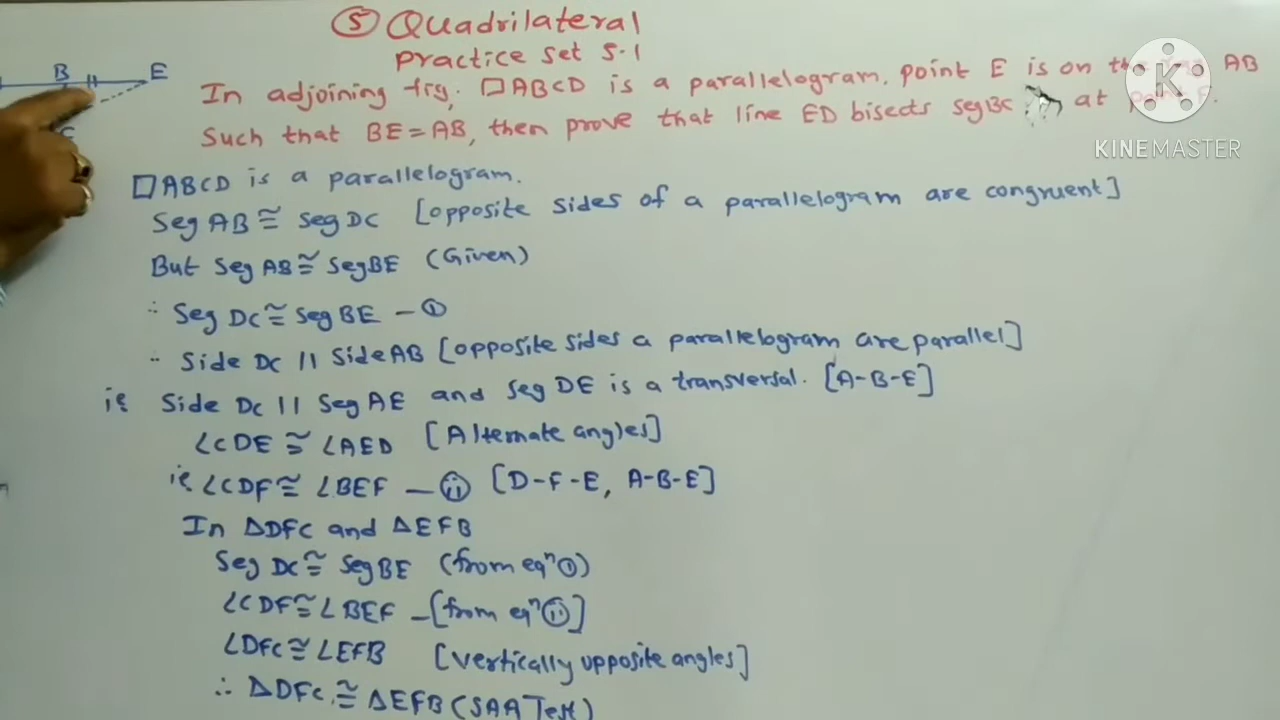 ⑤ Quadrilateral
Practice set 5.1
B E
In adjoining fig; □ABCD is a parallelogram. point E is on the AB
Such that BE = AB, then prove that line ED bisects seg BC at
□ABCD is a parallelogram.
Seg AB ≅ seg DC [opposite sides of a parallelogram are congruent]
But seg AB ≅ seg BE (Given)
∴ Seg DC ≅ seg BE — ①
∴ Side DC || Side AB [opposite sides a parallelogram are parallel]
ie Side DC || seg AE and seg DE is a transversal. [A-B-E]
∠CDE ≅ ∠AED [Alternate angles]
ie ∠CDF ≅ ∠BEF — ⓘⓘ [D-F-E, A-B-E]
In ΔDFC and ΔEFB
Seg DC ≅ seg BE (from eqⁿ ①)
∠CDF ≅ ∠BEF — [from eqⁿ ⓘⓘ]
∠DFC ≅ ∠EFB [Vertically upposite angles]
∴ ΔDFC ≅ ΔEFB (SAA Test)
K
KINEMASTER